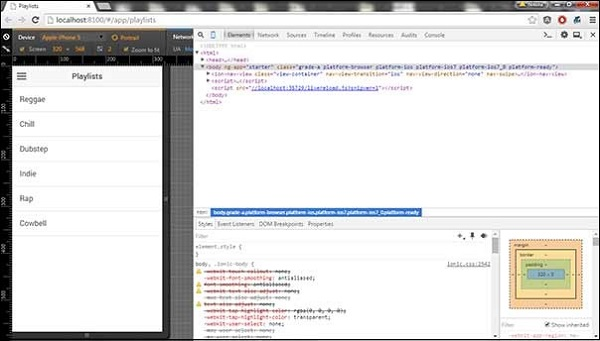 Playlists
localhost:8100/#/app/playlists
Device Apple iPhone 5 Portrait
Screen 320 × 568 2 Zoom to fit
Network
UA
Elements Network Sources Timeline Profiles Resources Audits Console
Playlists
Reggae
Chill
Dubstep
Indie
Rap
Cowbell
<!DOCTYPE html>
<html>
<head>…</head>
<body ng-app="starter" class="grade-a platform-browser platform-ios platform-ios7 platform-ios7_0 platform-ready">
<ion-nav-view class="view-container" nav-view-transition="ios" nav-view-direction="none" nav-swipe>…</ion-nav-view>
<script>…</script>
<script src="//localhost:35729/livereload.js?snipver=1"></script>
</body>
</html>
html body.grade-a.platform-browser.platform-ios.platform-ios7.platform-ios7_0.platform-ready
Styles Event Listeners DOM Breakpoints Properties
Filter
element.style {
}
body, .ionic-body { ionic.css:2542
-webkit-touch-callout: none;
-webkit-font-smoothing: antialiased;
font-smoothing: antialiased;
-webkit-text-size-adjust: none;
-moz-text-size-adjust: none;
text-size-adjust: none;
-webkit-tap-highlight-color: rgba(0, 0, 0, 0);
-webkit-tap-highlight-color: transparent;
-webkit-user-select: none;
-moz-user-select: none;
margin
border
padding
320 × 0
Filter Show inherited